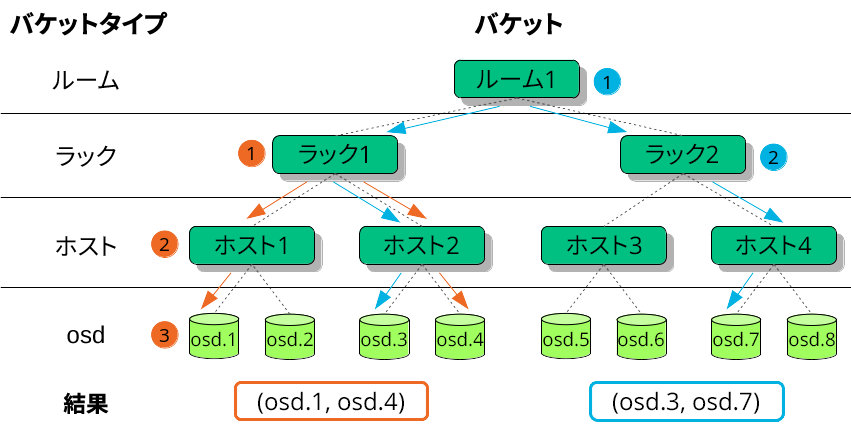 バケットタイプ バケット
ルーム ルーム1 1
ラック 1 ラック1 ラック2 2
ホスト 2 ホスト1 ホスト2 ホスト3 ホスト4
osd 3 osd.1 osd.2 osd.3 osd.4 osd.5 osd.6 osd.7 osd.8
結果 (osd.1, osd.4) (osd.3, osd.7)